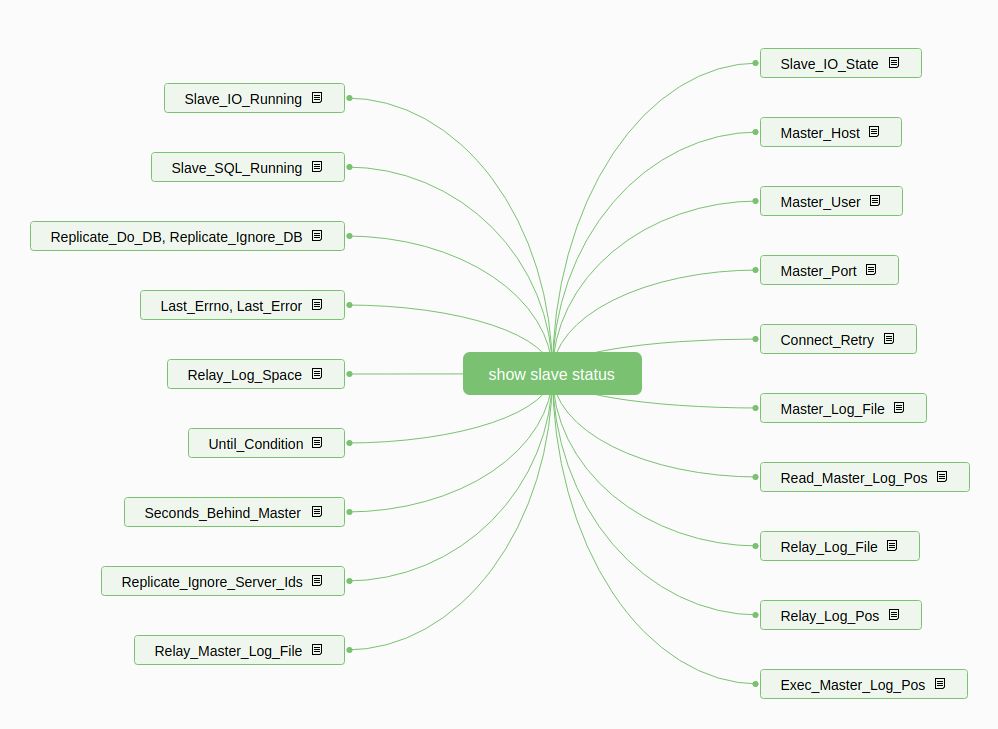 show slave status
Slave_IO_State
Master_Host
Master_User
Master_Port
Connect_Retry
Master_Log_File
Read_Master_Log_Pos
Relay_Log_File
Relay_Log_Pos
Exec_Master_Log_Pos
Slave_IO_Running
Slave_SQL_Running
Replicate_Do_DB, Replicate_Ignore_DB
Last_Errno, Last_Error
Relay_Log_Space
Until_Condition
Seconds_Behind_Master
Replicate_Ignore_Server_Ids
Relay_Master_Log_File